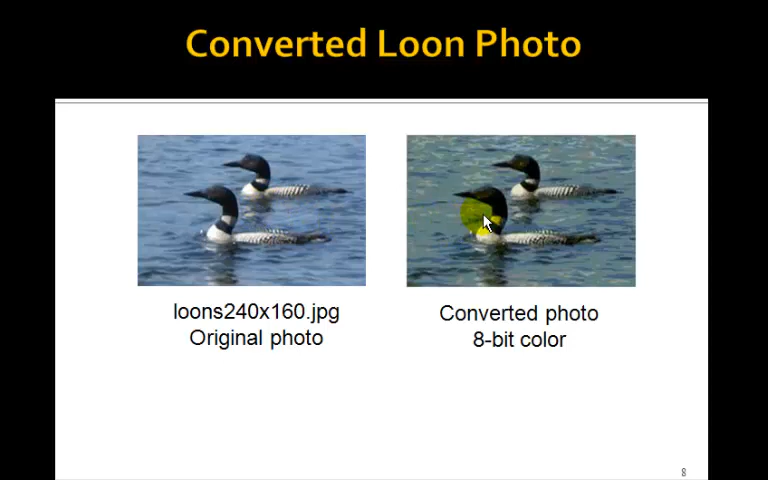 Converted Loon Photo
loons240x160.jpg
Original photo
Converted photo
8-bit color
8